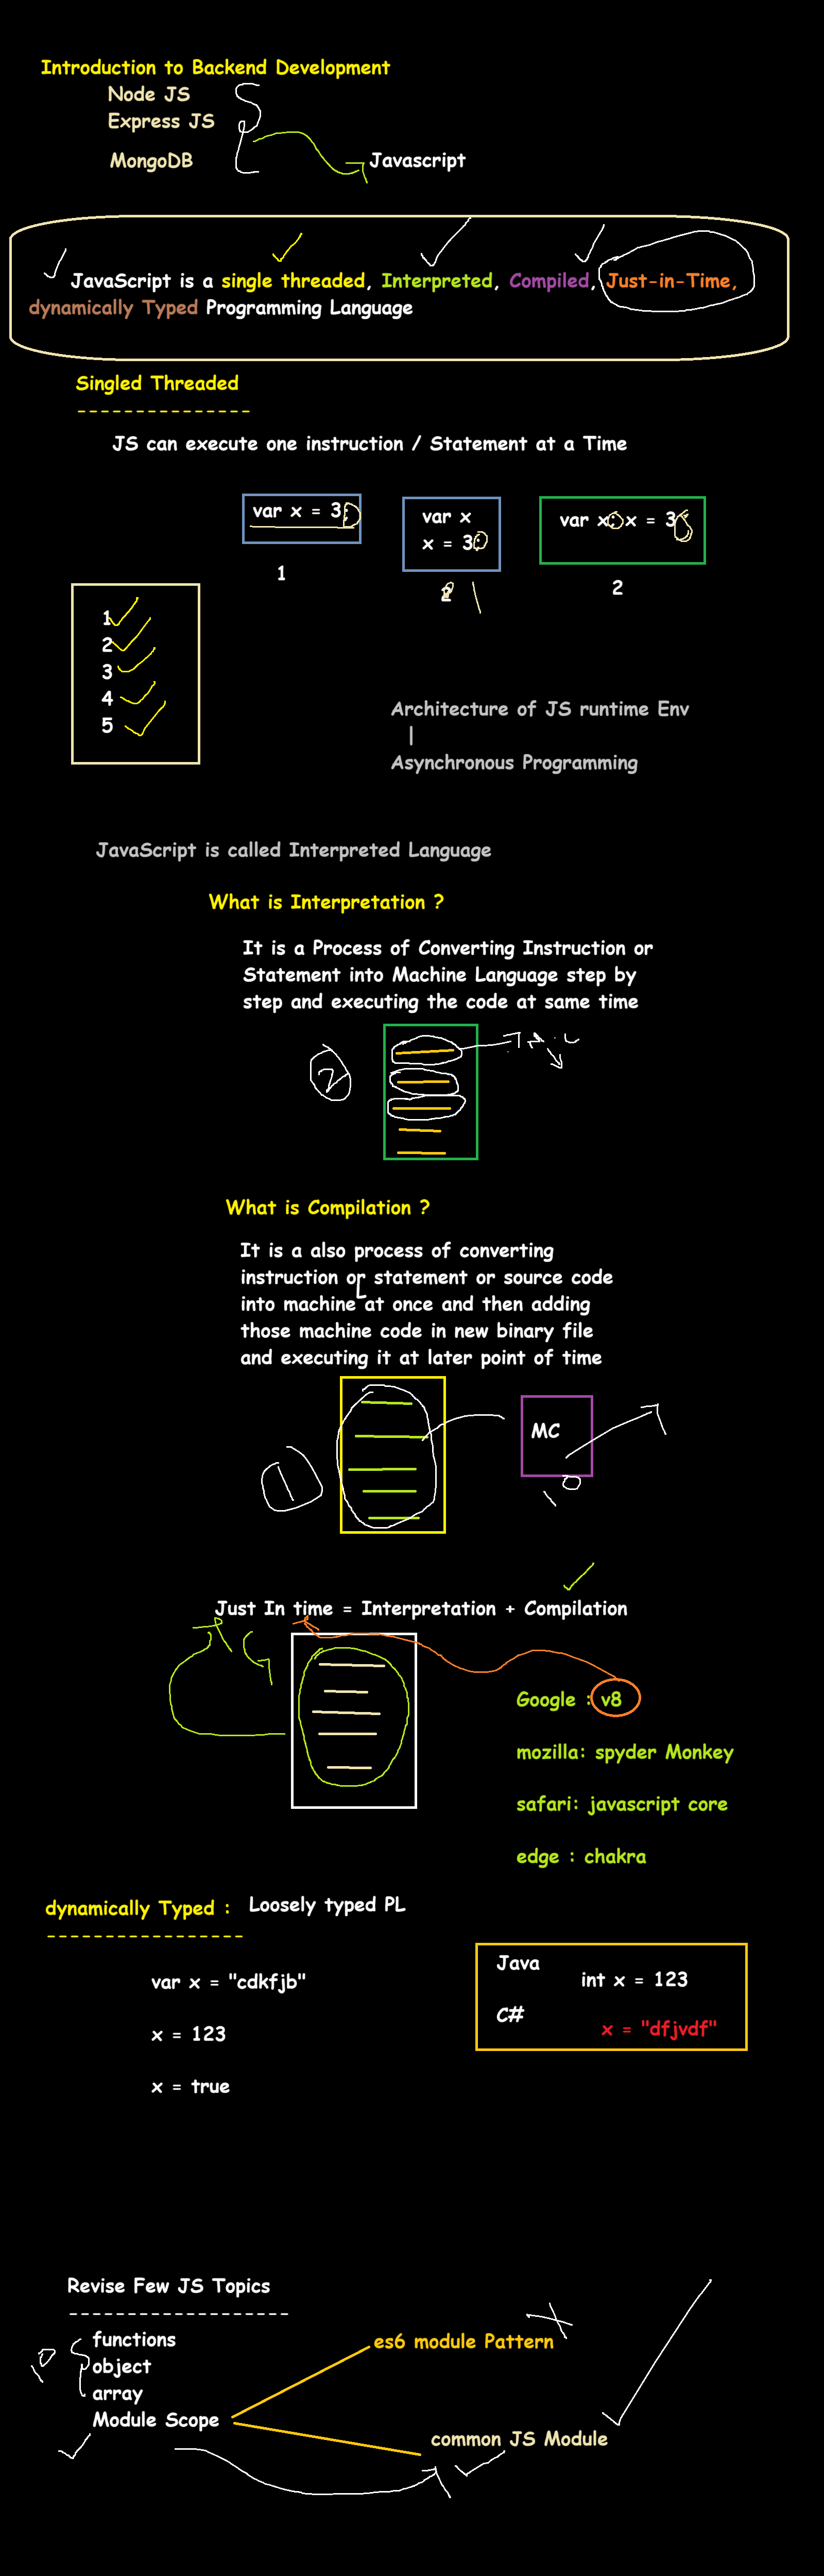 Introduction to Backend Development
Node JS
Express JS
MongoDB
Javascript
JavaScript is a single threaded, Interpreted, Compiled, Just-in-Time,
dynamically Typed Programming Language
Singled Threaded
---------------
JS can execute one instruction / Statement at a Time
var x = 3;
1
var x
x = 3;
2 1
var x; x = 3;
2
1
2
3
4
5
Architecture of JS runtime Env
|
Asynchronous Programming
JavaScript is called Interpreted Language
What is Interpretation ?
It is a Process of Converting Instruction or
Statement into Machine Language step by
step and executing the code at same time
2
What is Compilation ?
It is a also process of converting
instruction or statement or source code
into machine at once and then adding
those machine code in new binary file
and executing it at later point of time
MC
1
10
Just In time = Interpretation + Compilation
Google : v8
mozilla: spyder Monkey
safari: javascript core
edge : chakra
dynamically Typed : Loosely typed PL
-----------------
var x = "cdkfjb"
x = 123
x = true
Java
int x = 123
C#
x = "dfjvdf"
Revise Few JS Topics
-------------------
functions
object
array
Module Scope
10
es6 module Pattern
common JS Module